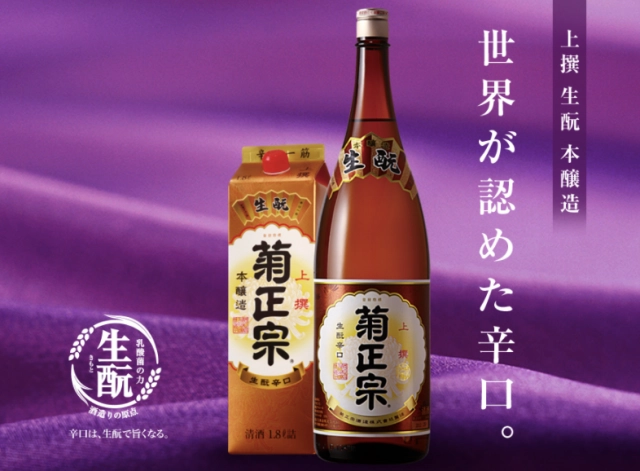 上撰 生酛 本醸造
世界が認めた辛口。
生酛
上撰
菊正宗
生酛辛口
辛口一筋
生酛
上撰
菊正宗
本醸造
生酛辛口
清酒 1.8ℓ詰
乳酸菌の力
生酛
きもと
酒造りの原点
辛口は、生酛で旨くなる。